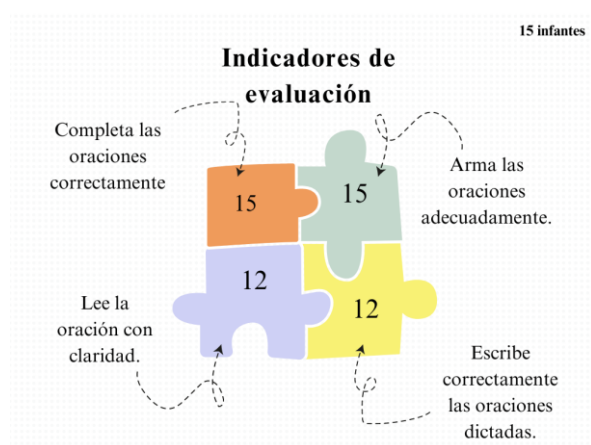 15 infantes
Indicadores de
evaluación
Completa las
oraciones
correctamente
15
15
Arma las
oraciones
adecuadamente.
12
12
Lee la
oración con
claridad.
Escribe
correctamente
las oraciones
dictadas.